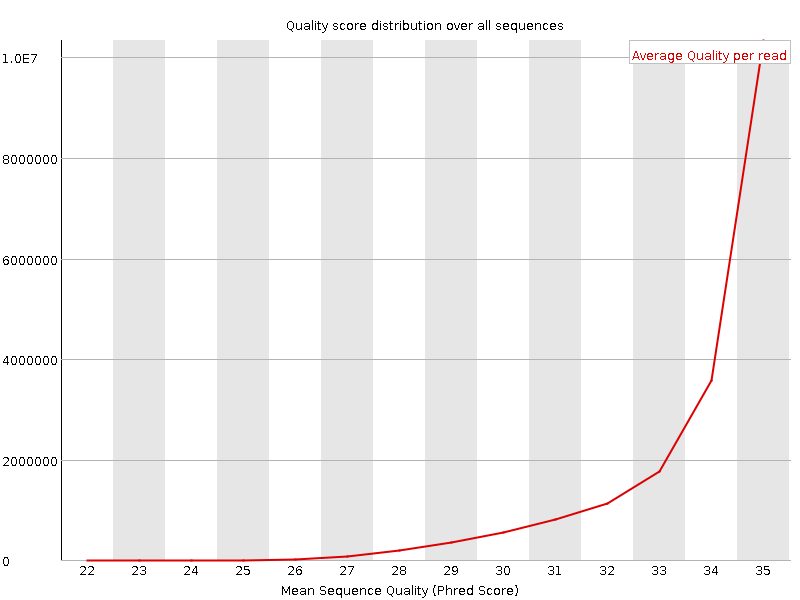 Quality score distribution over all sequences
Average Quality per read
1.0E7
8000000
6000000
4000000
2000000
0
22 23 24 25 26 27 28 29 30 31 32 33 34 35
Mean Sequence Quality (Phred Score)